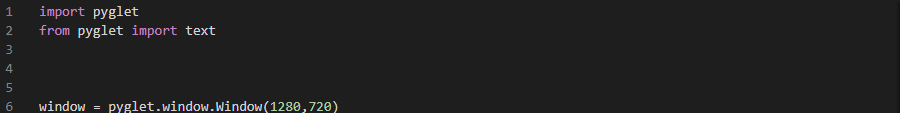 1 import pyglet
2 from pyglet import text
3
4
5
6 window = pyglet.window.Window(1280,720)